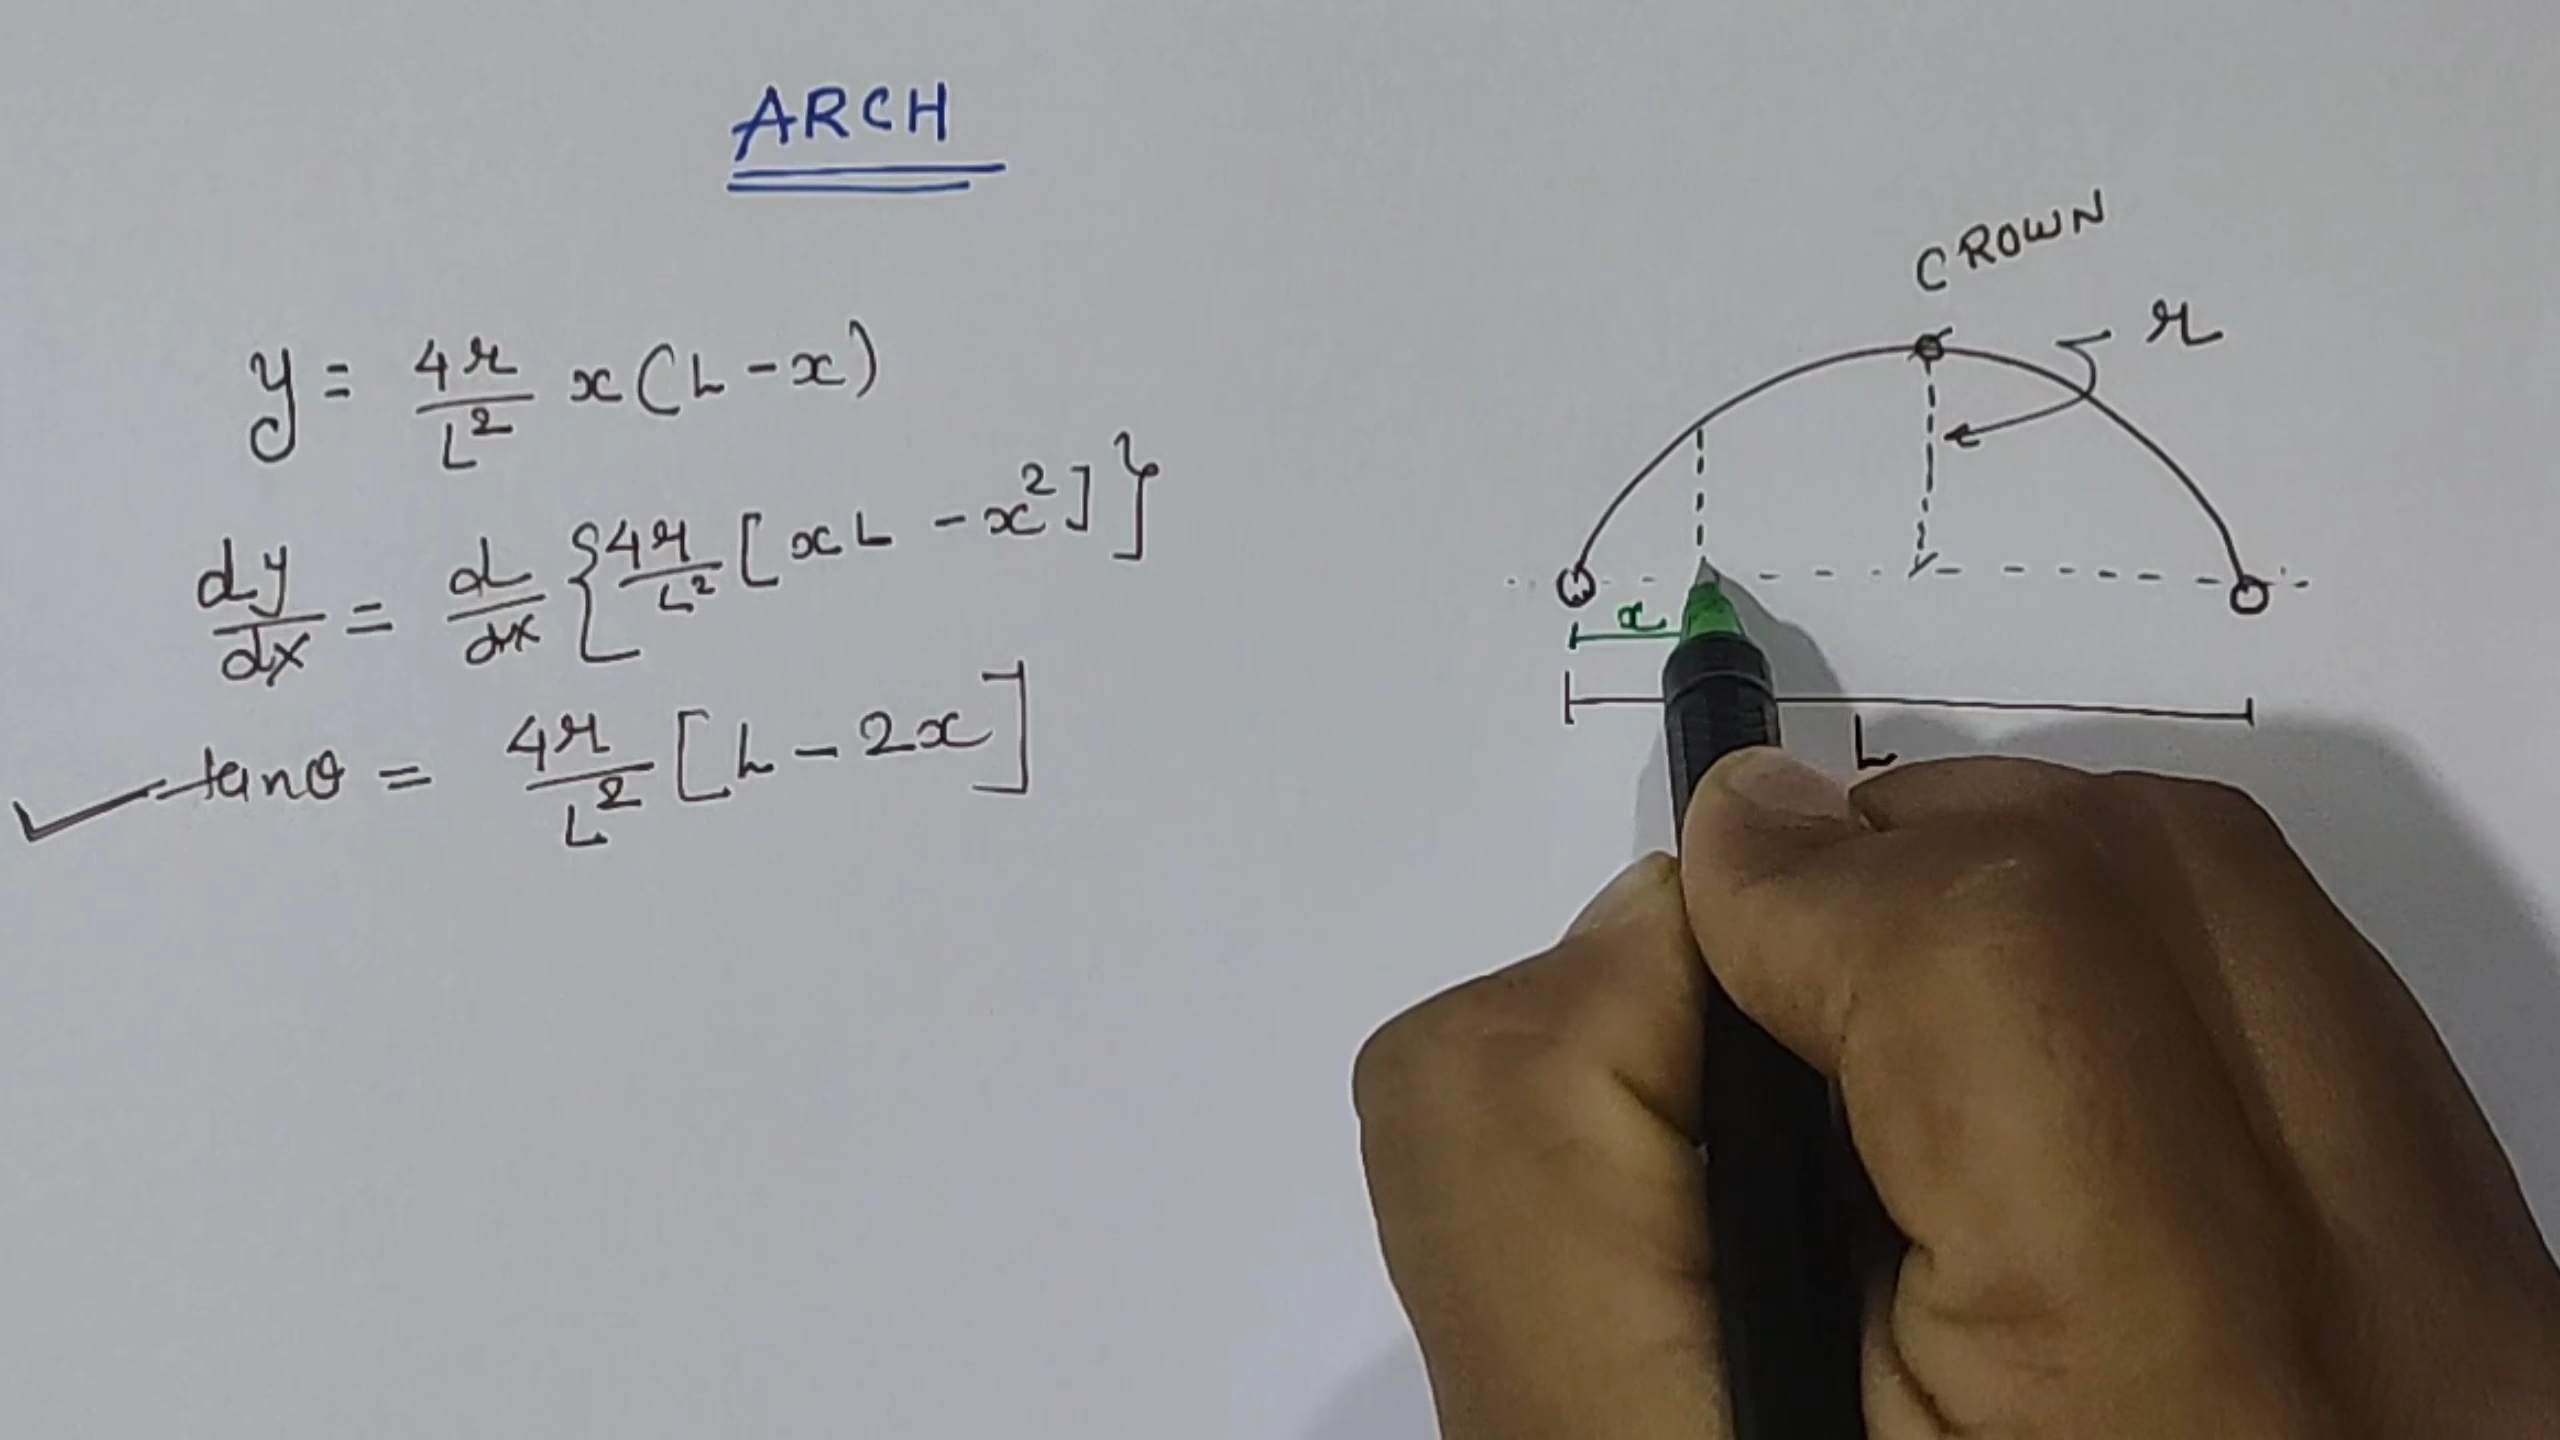 ARCH
y = 4r/L² x(L-x)
dy/dx = d/dx {4r/L² [xL - x²]}
tanθ = 4r/L² [L - 2x]
CROWN
r
x
L